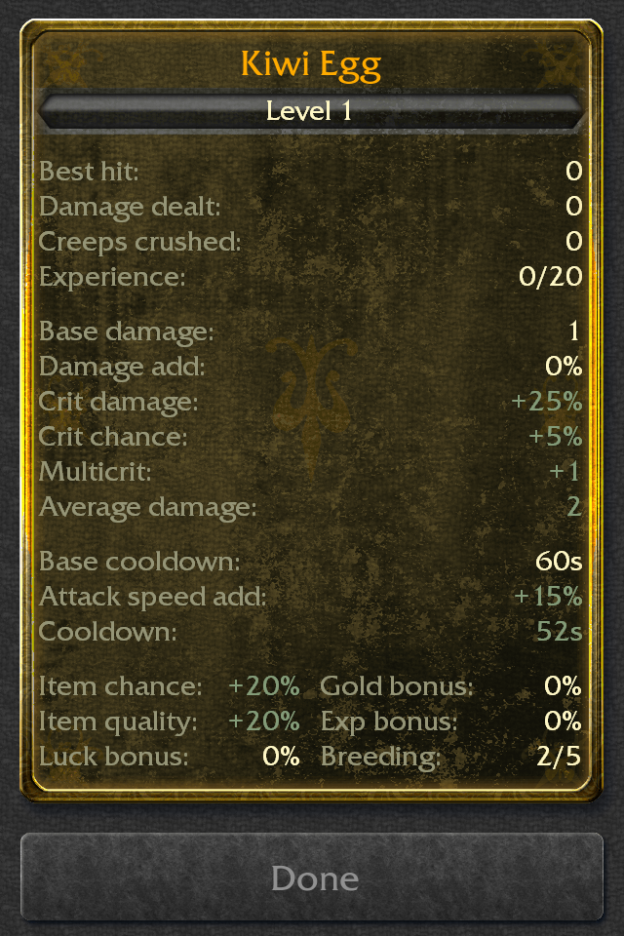 Kiwi Egg
Level 1
Best hit: 0
Damage dealt: 0
Creeps crushed: 0
Experience: 0/20
Base damage: 1
Damage add: 0%
Crit damage: +25%
Crit chance: +5%
Multicrit: +1
Average damage: 2
Base cooldown: 60s
Attack speed add: +15%
Cooldown: 52s
Item chance: +20% Gold bonus: 0%
Item quality: +20% Exp bonus: 0%
Luck bonus: 0% Breeding: 2/5
Done